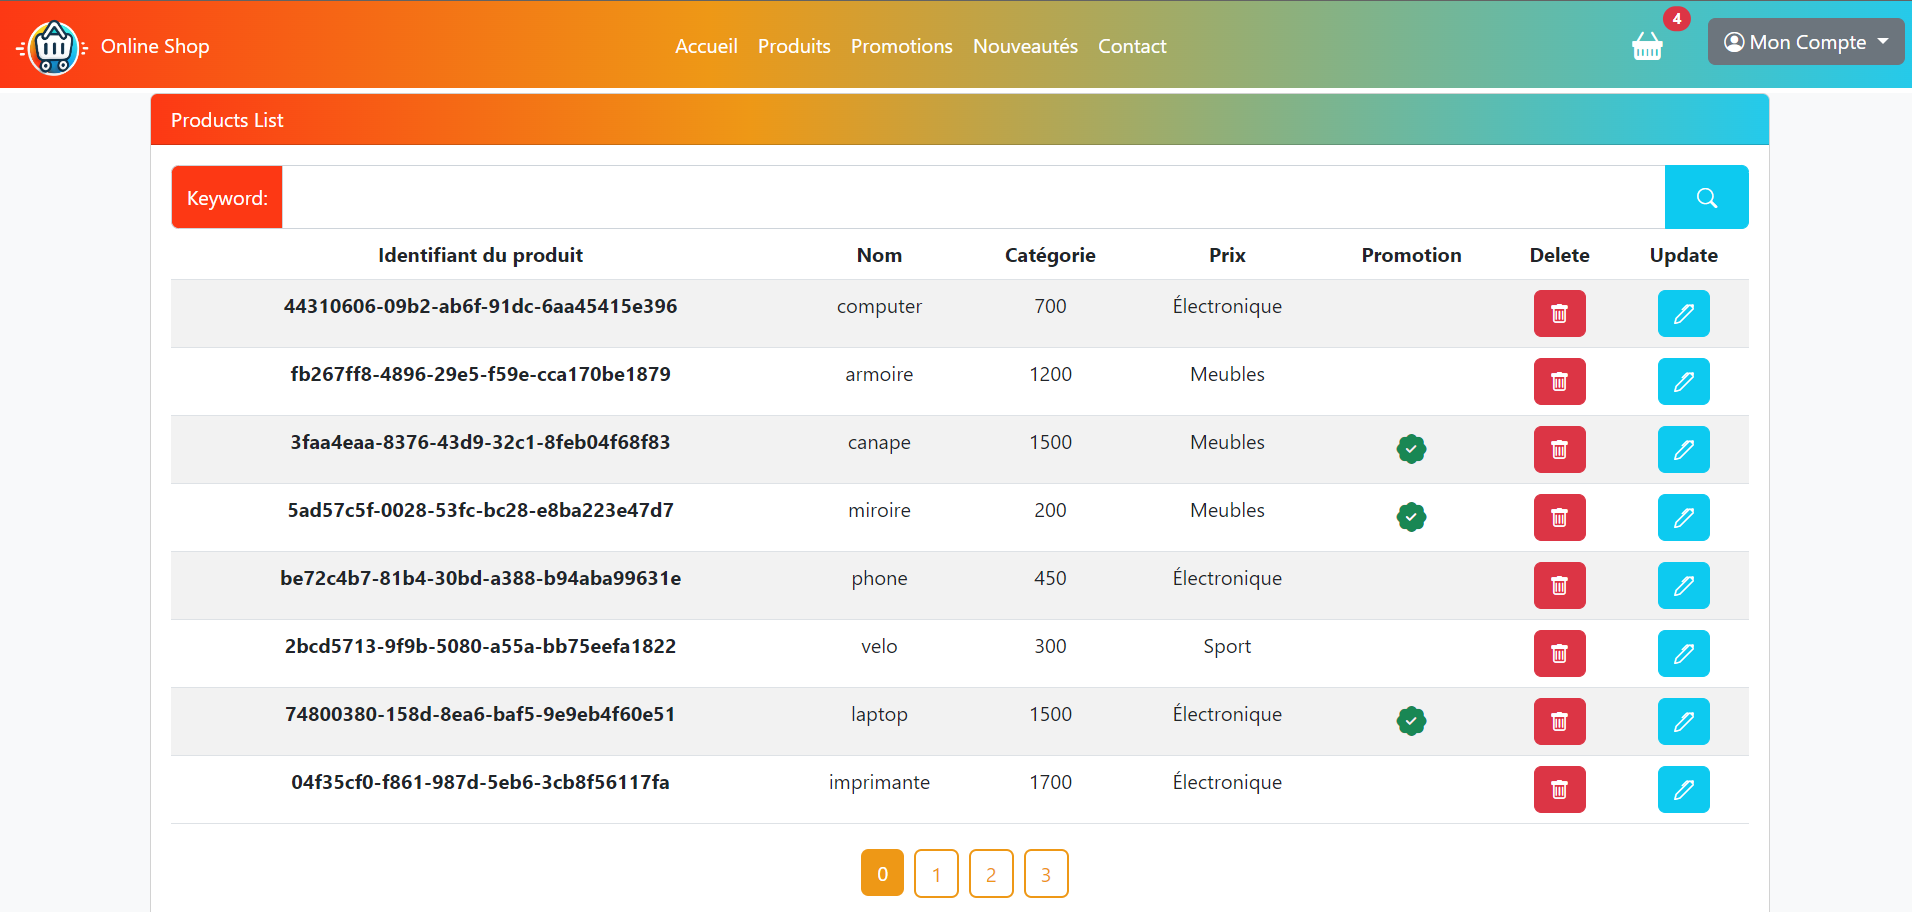 Online Shop Accueil Produits Promotions Nouveautés Contact 4 Mon Compte
Products List
Keyword:
Identifiant du produit Nom Catégorie Prix Promotion Delete Update
44310606-09b2-ab6f-91dc-6aa45415e396 computer 700 Électronique
fb267ff8-4896-29e5-f59e-cca170be1879 armoire 1200 Meubles
3faa4eaa-8376-43d9-32c1-8feb04f68f83 canape 1500 Meubles
5ad57c5f-0028-53fc-bc28-e8ba223e47d7 miroire 200 Meubles
be72c4b7-81b4-30bd-a388-b94aba99631e phone 450 Électronique
2bcd5713-9f9b-5080-a55a-bb75eefa1822 velo 300 Sport
74800380-158d-8ea6-baf5-9e9eb4f60e51 laptop 1500 Électronique
04f35cf0-f861-987d-5eb6-3cb8f56117fa imprimante 1700 Électronique
0 1 2 3